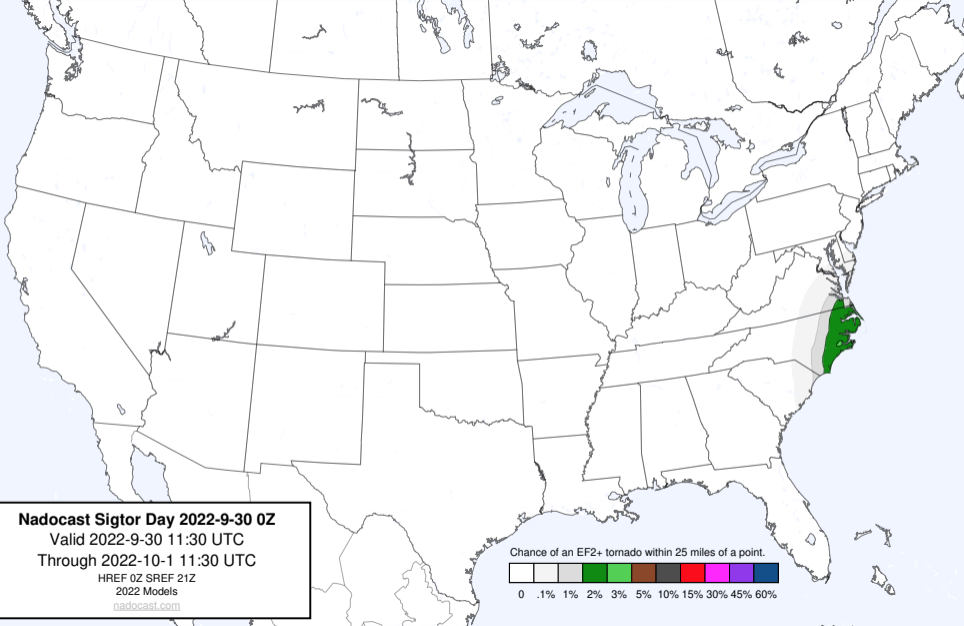 Nadocast Sigtor Day 2022-9-30 0Z
Valid 2022-9-30 11:30 UTC
Through 2022-10-1 11:30 UTC
HREF 0Z SREF 21Z
2022 Models
nadocast.com
Chance of an EF2+ tornado within 25 miles of a point.
0 .1% 1% 2% 3% 5% 10% 15% 30% 45% 60%